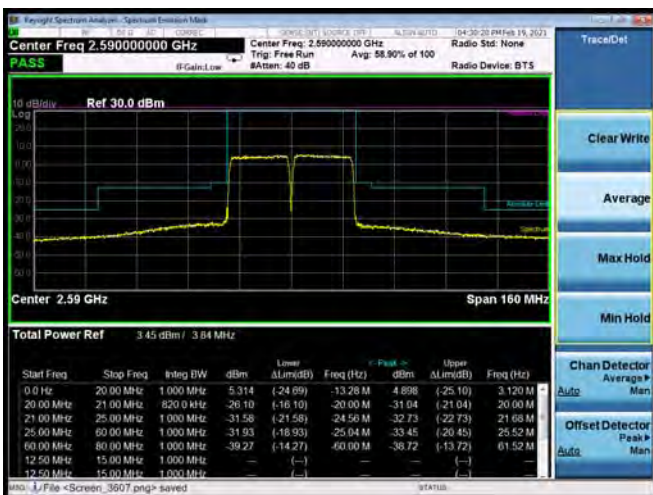 Keysight Spectrum Analyzer - Spectrum Emission Mask
04:30:20 PM Feb 19, 2021
Center Freq 2.590000000 GHz
Center Freq: 2.590000000 GHz
Radio Std: None
Trig: Free Run
Avg: 58.90% of 100
PASS
IFGain:Low
#Atten: 40 dB
Radio Device: BTS
10 dB/div
Ref 30.0 dBm
Log
Center 2.59 GHz
Span 160 MHz
Total Power Ref
3.45 dBm / 3.84 MHz
Lower
<- Peak ->
Upper
Start Freq
Stop Freq
Integ BW
dBm
ΔLim(dB)
Freq (Hz)
dBm
ΔLim(dB)
Freq (Hz)
0.0 Hz 20.00 MHz 1.000 MHz 5.314 (-24.69) -13.28 M 4.898 (-25.10) 3.120 M
20.00 MHz 21.00 MHz 820.0 kHz -26.10 (-16.10) -20.00 M -31.04 (-21.04) 20.00 M
21.00 MHz 25.00 MHz 1.000 MHz -31.58 (-21.58) -24.56 M -32.73 (-22.73) 21.68 M
25.00 MHz 60.00 MHz 1.000 MHz -31.93 (-18.93) -25.04 M -33.45 (-20.45) 25.52 M
60.00 MHz 80.00 MHz 1.000 MHz -39.27 (-14.27) -60.00 M -38.72 (-13.72) 61.52 M
12.50 MHz 15.00 MHz 1.000 MHz — (—) — (—)
12.50 MHz 15.00 MHz 1.000 MHz — (—) — (—)
MSG
File <Screen_3607.png> saved
STATUS
Trace/Det
Clear Write
Average
Max Hold
Min Hold
Chan Detector
Average
Auto Man
Offset Detector
Peak
Auto Man